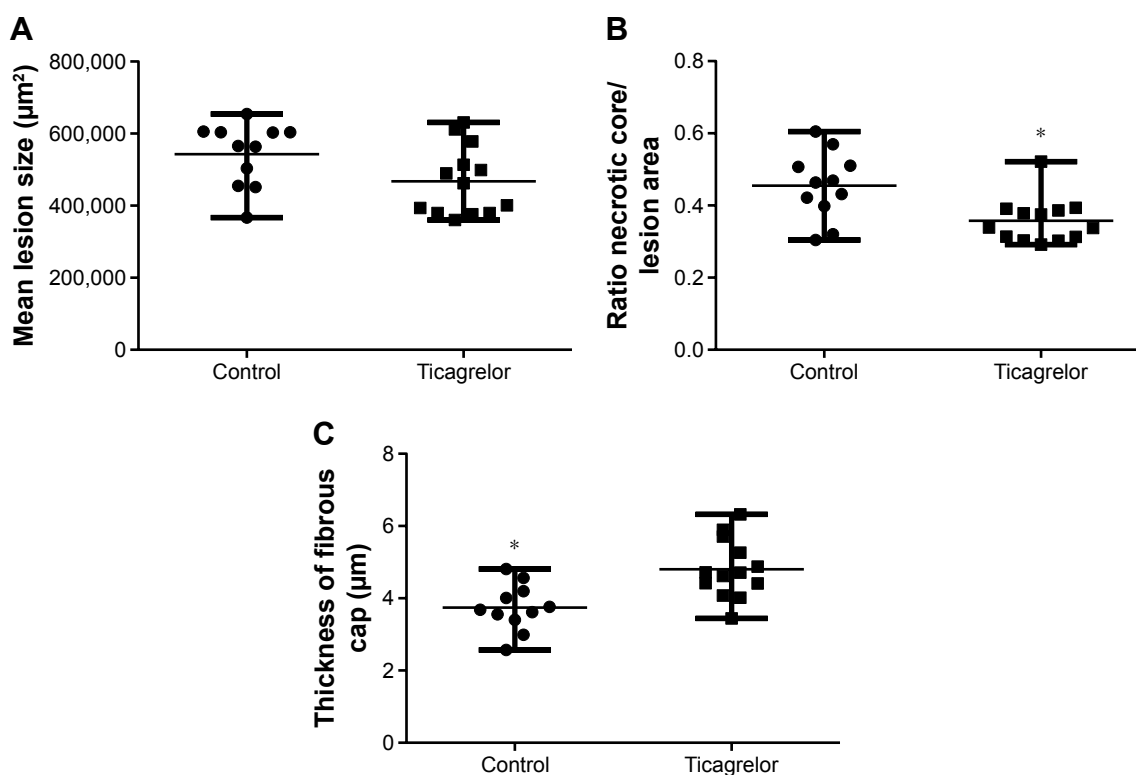 A
Mean lesion size (µm²)
800,000
600,000
400,000
200,000
0
Control
Ticagrelor
B
Ratio necrotic core/
lesion area
0.8
0.6
0.4
0.2
0.0
*
Control
Ticagrelor
C
Thickness of fibrous
cap (µm)
8
6
4
2
0
*
Control
Ticagrelor